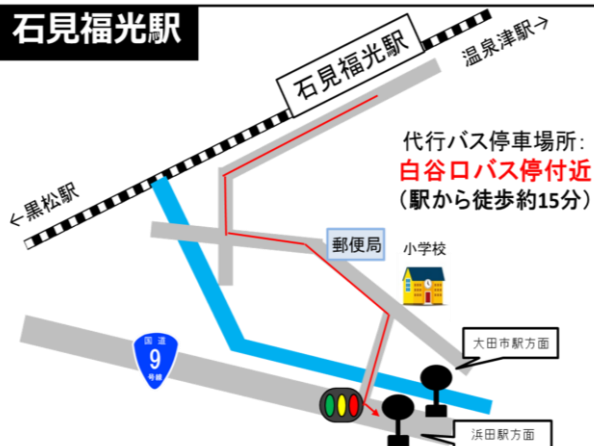 石見福光駅
石見福光駅
温泉津駅→
代行バス停車場所:
白谷口バス停付近
(駅から徒歩約15分)
←黒松駅
郵便局
小学校
国道
9
号線
大田市駅方面
浜田駅方面